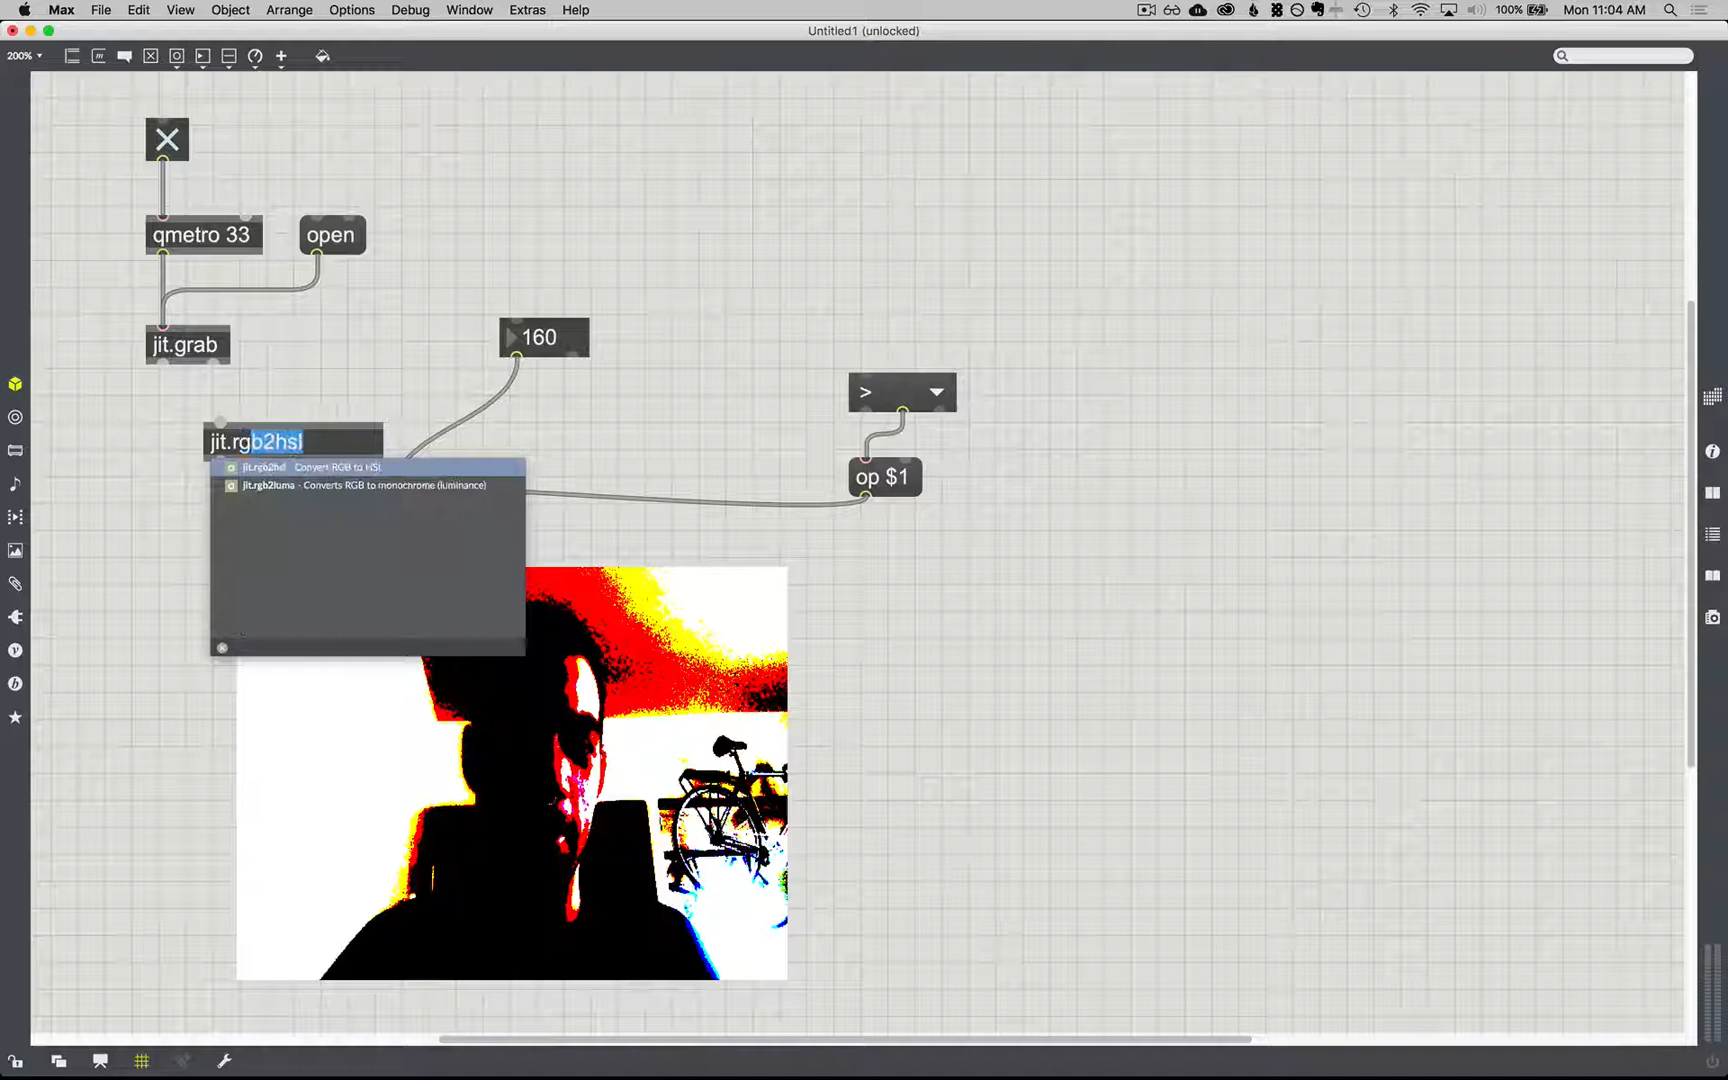 Max File Edit View Object Arrange Options Debug Window Extras Help 100% Mon 11:04 AM
Untitled1 (unlocked)
200%
qmetro 33
open
jit.grab
160
>
jit.rgb2hsl
jit.rgb2hsl Convert RGB to HSL
jit.rgb2luma - Converts RGB to monochrome (luminance)
op $1